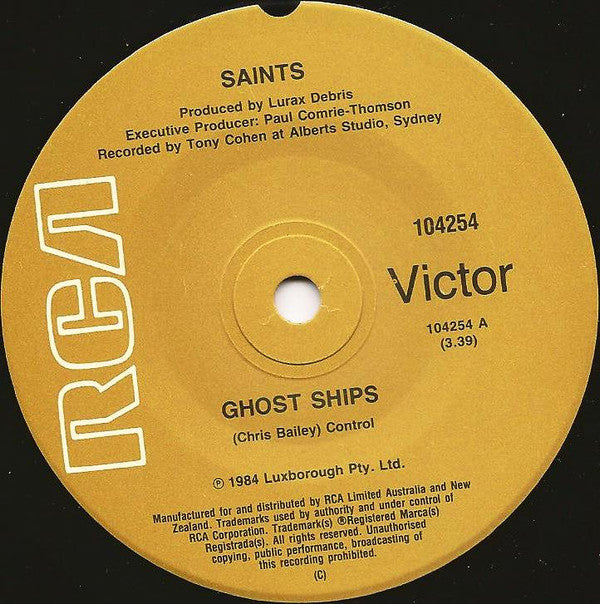 SAINTS
Produced by Lurax Debris
Executive Producer: Paul Comrie-Thomson
Recorded by Tony Cohen at Alberts Studio, Sydney
RCA
104254
Victor
104254 A
(3.39)
GHOST SHIPS
(Chris Bailey) Control
℗ 1984 Luxborough Pty. Ltd.
Manufactured for and distributed by RCA Limited Australia and New
Zealand. Trademarks used by authority and under control of
RCA Corporation. Trademark(s) ®Registered Marca(s)
Registrada(s). All rights reserved. Unauthorised
copying, public performance, broadcasting of
this recording prohibited.
(C)